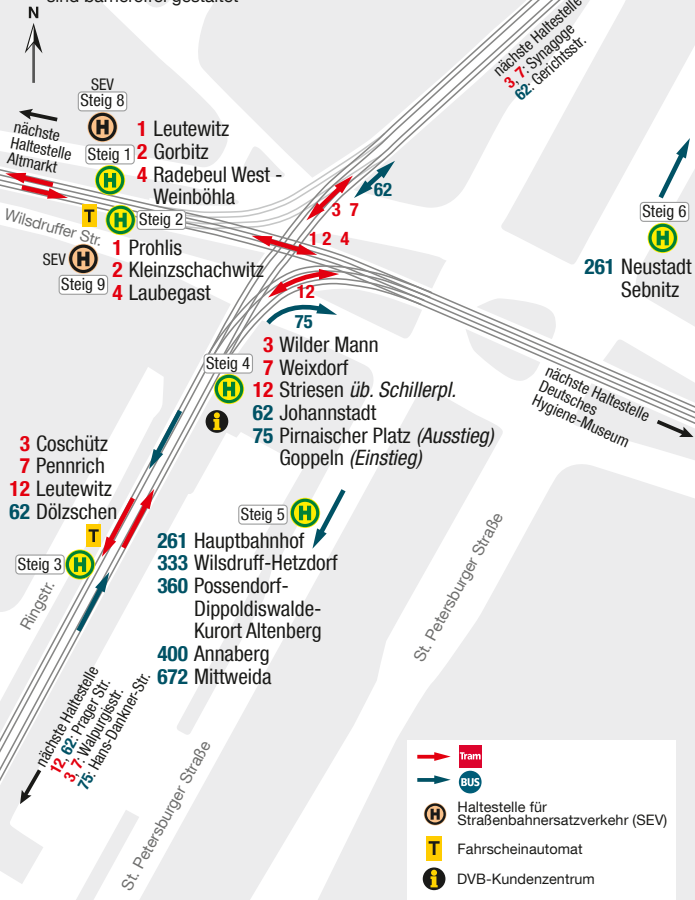 sind barrierefrei gestaltet
N
nächste Haltestelle
3, 7: Synagoge
62: Gerichtsstr.
SEV
Steig 8
H
nächste
Haltestelle
Altmarkt
1 Leutewitz
Steig 1
2 Gorbitz
H
4 Radebeul West -
Weinböhla
62
3 7
Wilsdruffer Str.
T
H
Steig 2
Steig 6
H
1 2 4
1 Prohlis
SEV
H
2 Kleinzschachwitz
Steig 9
4 Laubegast
261 Neustadt
Sebnitz
12
75
3 Wilder Mann
Steig 4
7 Weixdorf
H
12 Striesen üb. Schillerpl.
i
62 Johannstadt
75 Pirnaischer Platz (Ausstieg)
Goppeln (Einstieg)
nächste Haltestelle
Deutsches
Hygiene-Museum
3 Coschütz
7 Pennrich
12 Leutewitz
62 Dölzschen
T
Steig 3
H
Ringstr.
Steig 5
H
261 Hauptbahnhof
333 Wilsdruff-Hetzdorf
360 Possendorf-
Dippoldiswalde-
Kurort Altenberg
400 Annaberg
672 Mittweida
St. Petersburger Straße
nächste Haltestelle
12, 62: Prager Str.
3, 7: Walpurgisstr.
75: Hans-Dankner-Str.
St. Petersburger Straße
Tram
BUS
H
Haltestelle für
Straßenbahnersatzverkehr (SEV)
T
Fahrscheinautomat
i
DVB-Kundenzentrum